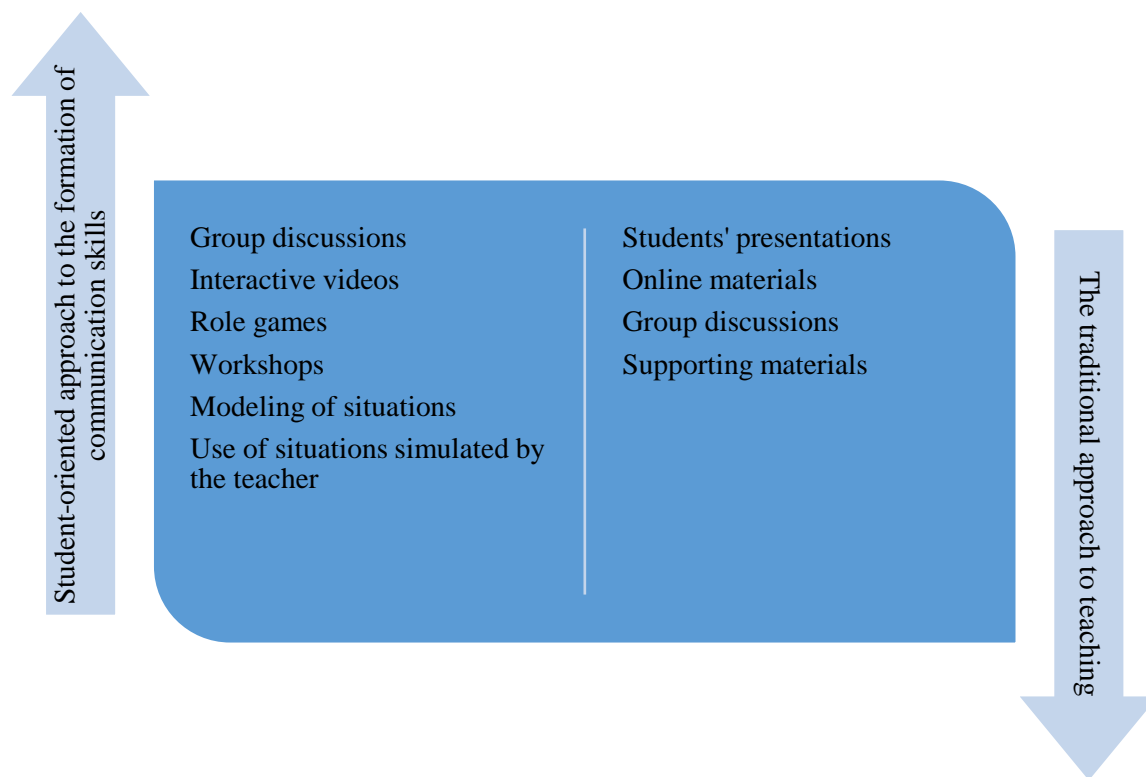 Student-oriented approach to the formation of
communication skills
Group discussions
Interactive videos
Role games
Workshops
Modeling of situations
Use of situations simulated by
the teacher
Students' presentations
Online materials
Group discussions
Supporting materials
The traditional approach to teaching